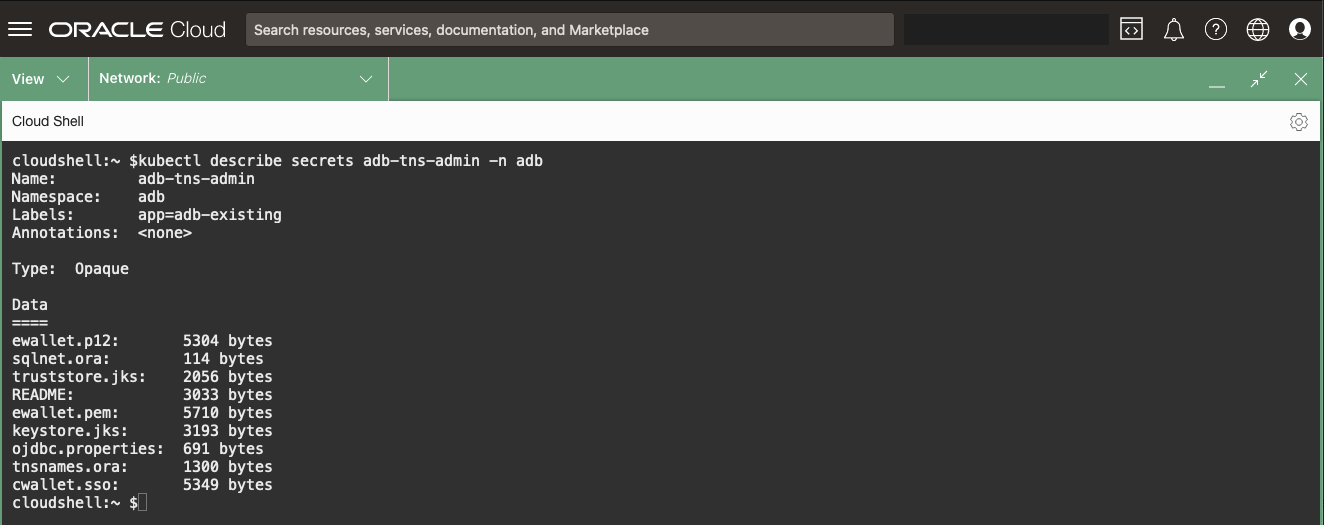 ORACLE Cloud
Search resources, services, documentation, and Marketplace
View
Network: Public
Cloud Shell
cloudshell:~ $kubectl describe secrets adb-tns-admin -n adb
Name:         adb-tns-admin
Namespace:    adb
Labels:       app=adb-existing
Annotations:  <none>
Type:  Opaque
Data
====
ewallet.p12:       5304 bytes
sqlnet.ora:        114 bytes
truststore.jks:    2056 bytes
README:            3033 bytes
ewallet.pem:       5710 bytes
keystore.jks:      3193 bytes
ojdbc.properties:  691 bytes
tnsnames.ora:      1300 bytes
cwallet.sso:       5349 bytes
cloudshell:~ $